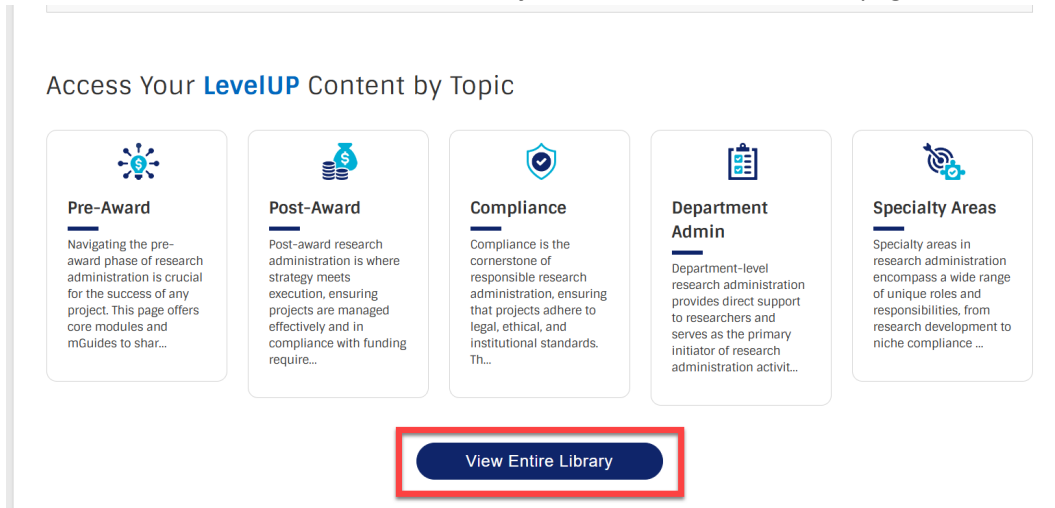 Access Your LevelUP Content by Topic
Pre-Award
Navigating the pre-
award phase of research
administration is crucial
for the success of any
project. This page offers
core modules and
mGuides to shar...
Post-Award
Post-award research
administration is where
strategy meets
execution, ensuring
projects are managed
effectively and in
compliance with funding
require...
Compliance
Compliance is the
cornerstone of
responsible research
administration, ensuring
that projects adhere to
legal, ethical, and
institutional standards.
Th...
Department
Admin
Department-level
research administration
provides direct support
to researchers and
serves as the primary
initiator of research
administration activit...
Specialty Areas
Specialty areas in
research administration
encompass a wide range
of unique roles and
responsibilities, from
research development to
niche compliance ...
View Entire Library